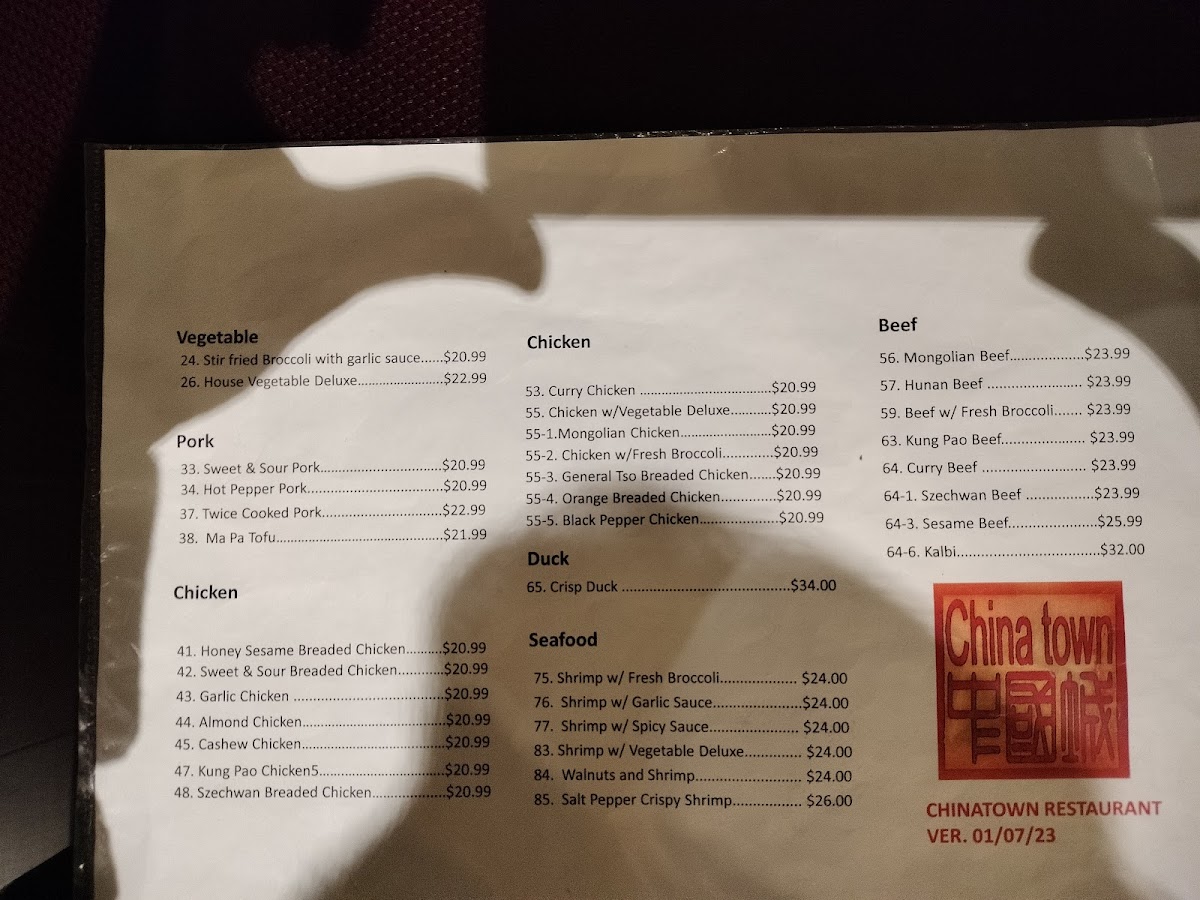 Vegetable
24. Stir fried Broccoli with garlic sauce......$20.99
26. House Vegetable Deluxe.........................$22.99
Pork
33. Sweet & Sour Pork...............................$20.99
34. Hot Pepper Pork...................................$20.99
37. Twice Cooked Pork...............................$22.99
38. Ma Pa Tofu...........................................$21.99
Chicken
41. Honey Sesame Breaded Chicken.........$20.99
42. Sweet & Sour Breaded Chicken...........$20.99
43. Garlic Chicken ......................................$20.99
44. Almond Chicken....................................$20.99
45. Cashew Chicken....................................$20.99
47. Kung Pao Chicken5................................$20.99
48. Szechwan Breaded Chicken...................$20.99
Chicken
53. Curry Chicken .................................$20.99
55. Chicken w/Vegetable Deluxe..........$20.99
55-1.Mongolian Chicken.......................$20.99
55-2. Chicken w/Fresh Broccoli.............$20.99
55-3. General Tso Breaded Chicken.......$20.99
55-4. Orange Breaded Chicken..............$20.99
55-5. Black Pepper Chicken....................$20.99
Duck
65. Crisp Duck ..........................................$34.00
Seafood
75. Shrimp w/ Fresh Broccoli................... $24.00
76. Shrimp w/ Garlic Sauce......................$24.00
77. Shrimp w/ Spicy Sauce...................... $24.00
83. Shrimp w/ Vegetable Deluxe.............. $24.00
84. Walnuts and Shrimp.......................... $24.00
85. Salt Pepper Crispy Shrimp................. $26.00
Beef
56. Mongolian Beef..................$23.99
57. Hunan Beef ........................ $23.99
59. Beef w/ Fresh Broccoli....... $23.99
63. Kung Pao Beef..................... $23.99
64. Curry Beef .......................... $23.99
64-1. Szechwan Beef .................$23.99
64-3. Sesame Beef......................$25.99
64-6. Kalbi...................................$32.00
China town
中國城
CHINATOWN RESTAURANT
VER. 01/07/23